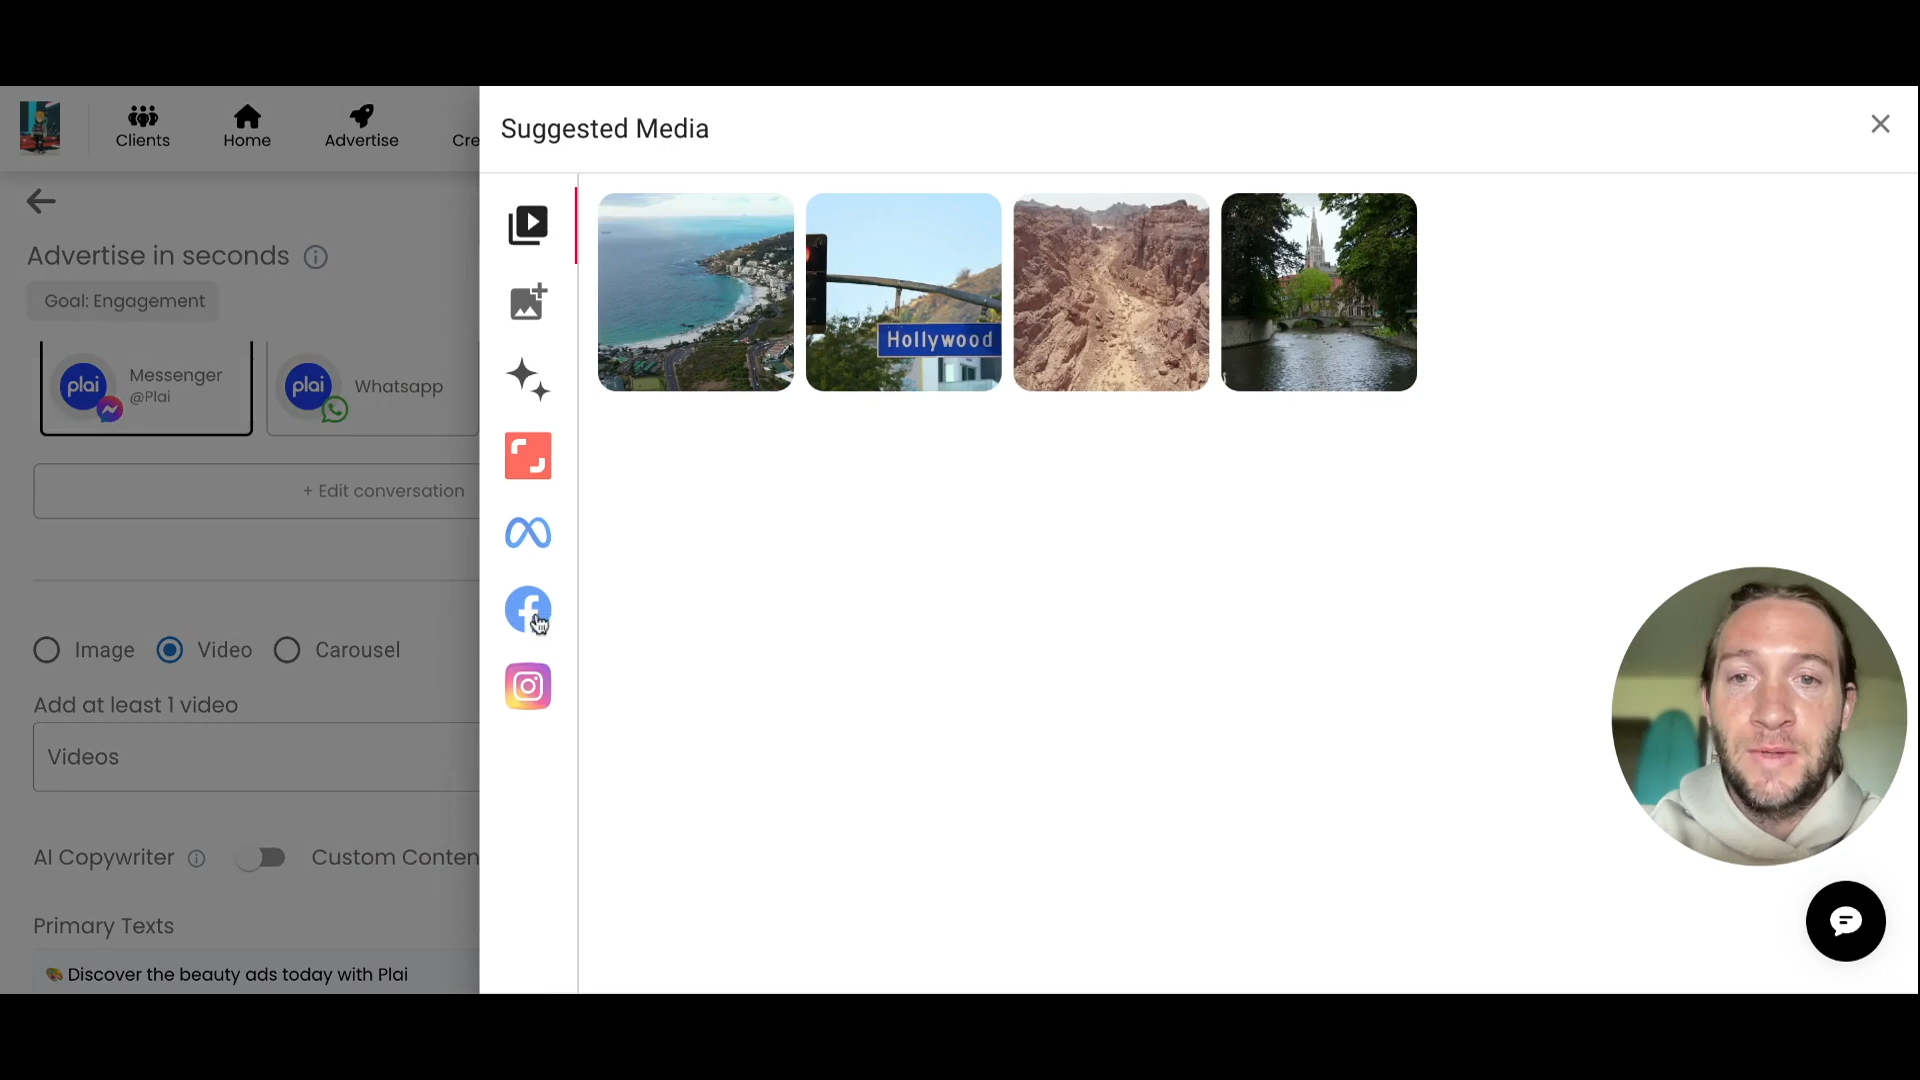 Clients
Home
Advertise
Cre
Suggested Media
Advertise in seconds
Goal: Engagement
Hollywood
plai
Messenger
@Plai
plai
Whatsapp
+ Edit conversation
Image
Video
Carousel
Add at least 1 video
Videos
AI Copywriter
Custom Conten
Primary Texts
🎨 Discover the beauty ads today with Plai